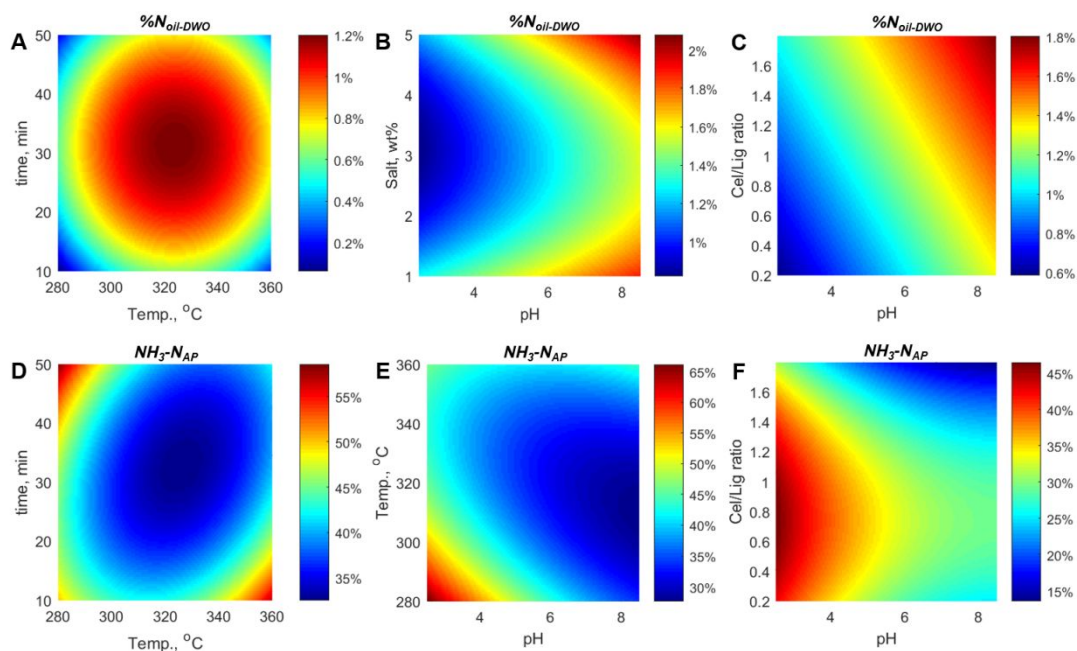 A
%N_oil-DWO
50
40
30
20
10
time, min
280 300 320 340 360
Temp., °C
1.2%
1%
0.8%
0.6%
0.4%
0.2%
B
%N_oil-DWO
5
4
3
2
1
Salt, wt%
4 6 8
pH
2%
1.8%
1.6%
1.4%
1.2%
1%
C
%N_oil-DWO
1.6
1.4
1.2
1
0.8
0.6
0.4
0.2
Cel/Lig ratio
4 6 8
pH
1.8%
1.6%
1.4%
1.2%
1%
0.8%
0.6%
D
NH3-N_AP
50
40
30
20
10
time, min
280 300 320 340 360
Temp., °C
55%
50%
45%
40%
35%
E
NH3-N_AP
360
340
320
300
280
Temp., °C
4 6 8
pH
65%
60%
55%
50%
45%
40%
35%
30%
F
NH3-N_AP
1.6
1.4
1.2
1
0.8
0.6
0.4
0.2
Cel/Lig ratio
4 6 8
pH
45%
40%
35%
30%
25%
20%
15%